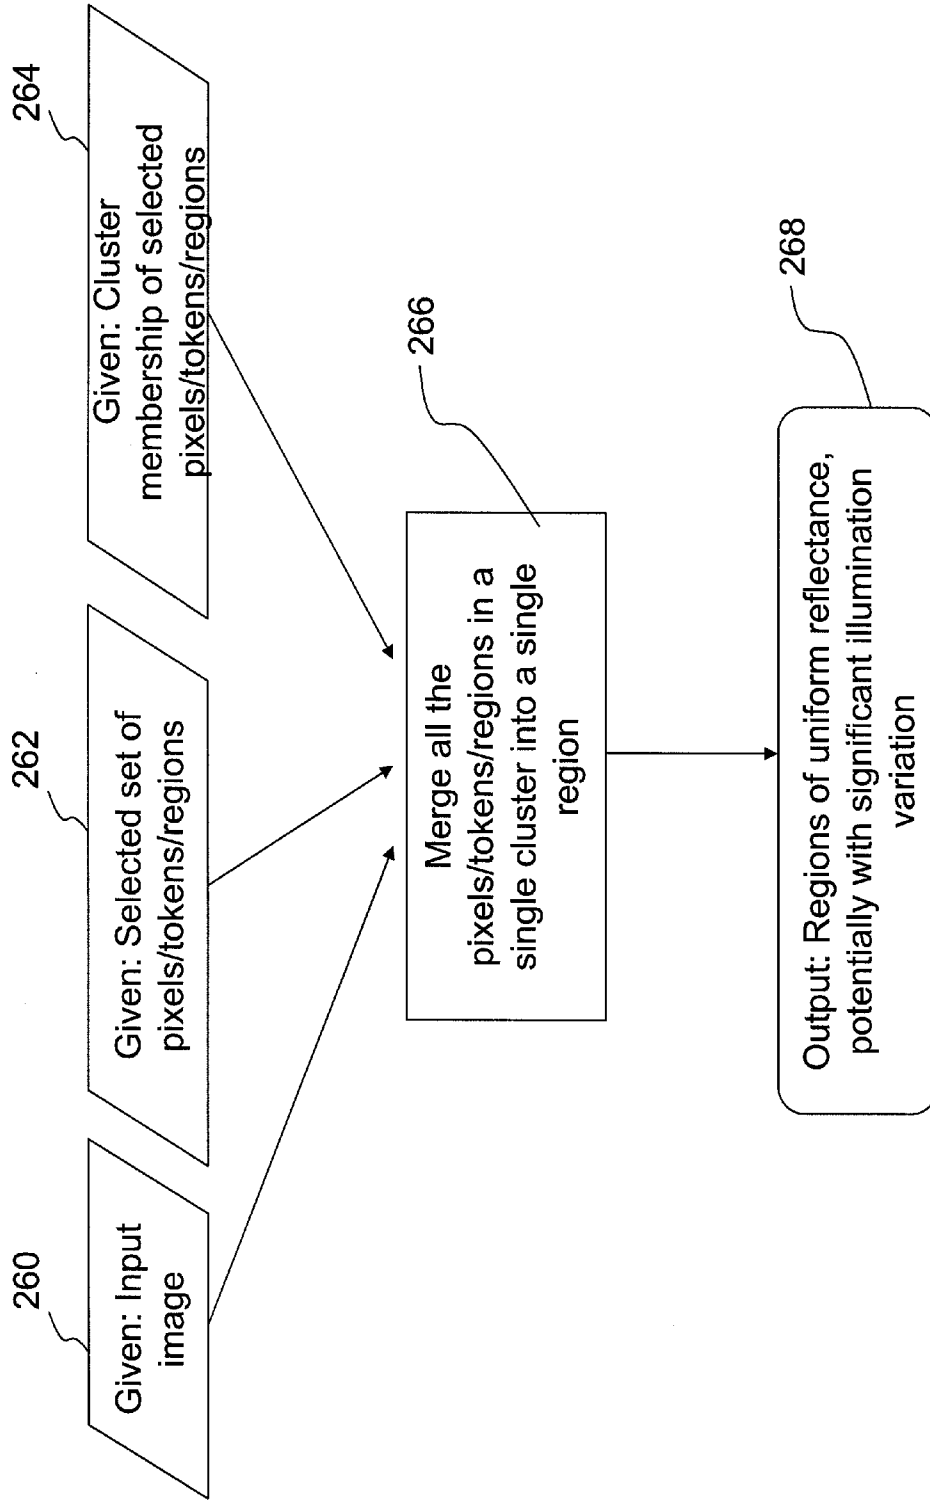 260
Given: Input
image
262
Given: Selected set of
pixels/tokens/regions
264
Given: Cluster
membership of selected
pixels/tokens/regions
266
Merge all the
pixels/tokens/regions in a
single cluster into a single
region
268
Output: Regions of uniform reflectance,
potentially with significant illumination
variation